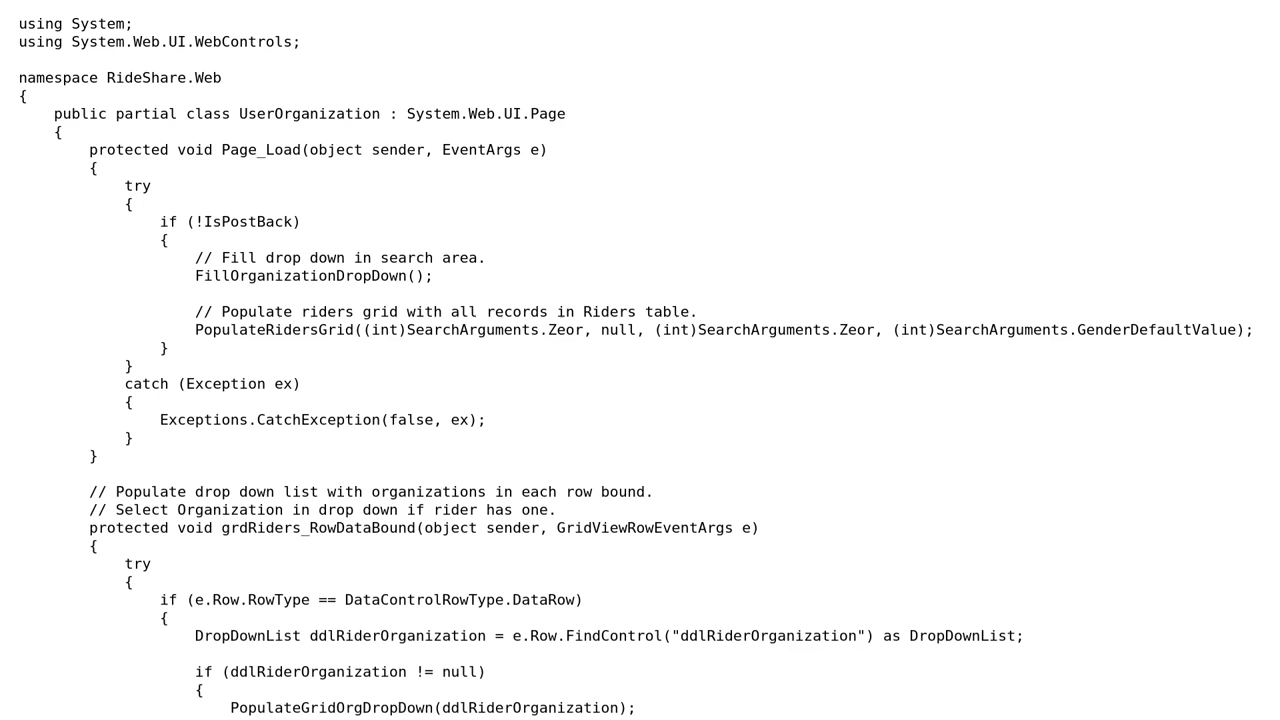 using System;
using System.Web.UI.WebControls;

namespace RideShare.Web
{
    public partial class UserOrganization : System.Web.UI.Page
    {
        protected void Page_Load(object sender, EventArgs e)
        {
            try
            {
                if (!IsPostBack)
                {
                    // Fill drop down in search area.
                    FillOrganizationDropDown();

                    // Populate riders grid with all records in Riders table.
                    PopulateRidersGrid((int)SearchArguments.Zeor, null, (int)SearchArguments.Zeor, (int)SearchArguments.GenderDefaultValue);
                }
            }
            catch (Exception ex)
            {
                Exceptions.CatchException(false, ex);
            }
        }

        // Populate drop down list with organizations in each row bound.
        // Select Organization in drop down if rider has one.
        protected void grdRiders_RowDataBound(object sender, GridViewRowEventArgs e)
        {
            try
            {
                if (e.Row.RowType == DataControlRowType.DataRow)
                {
                    DropDownList ddlRiderOrganization = e.Row.FindControl("ddlRiderOrganization") as DropDownList;

                    if (ddlRiderOrganization != null)
                    {
                        PopulateGridOrgDropDown(ddlRiderOrganization);